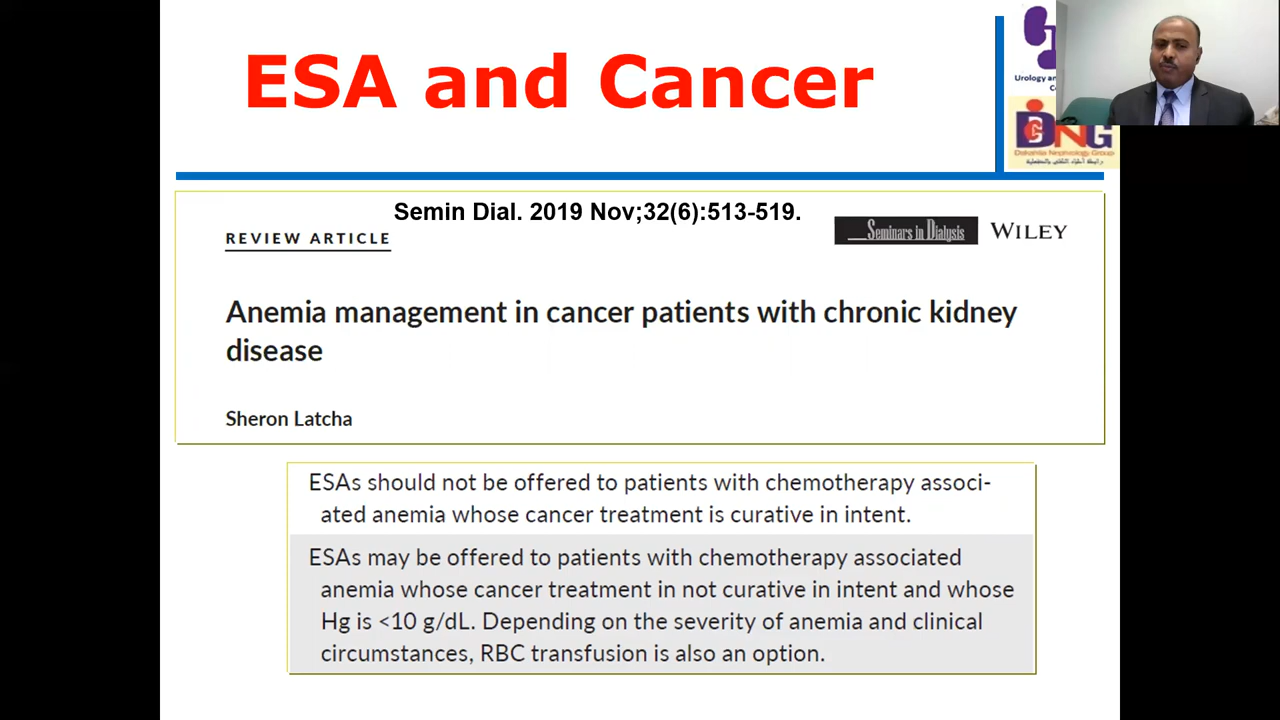 ESA and Cancer
Urology an
C
DCNG
Dakahlia Nephrology Group
Semin Dial. 2019 Nov;32(6):513-519.
REVIEW ARTICLE
Seminars in Dialysis
WILEY
Anemia management in cancer patients with chronic kidney
disease
Sheron Latcha
ESAs should not be offered to patients with chemotherapy associ-
ated anemia whose cancer treatment is curative in intent.
ESAs may be offered to patients with chemotherapy associated
anemia whose cancer treatment in not curative in intent and whose
Hg is <10 g/dL. Depending on the severity of anemia and clinical
circumstances, RBC transfusion is also an option.